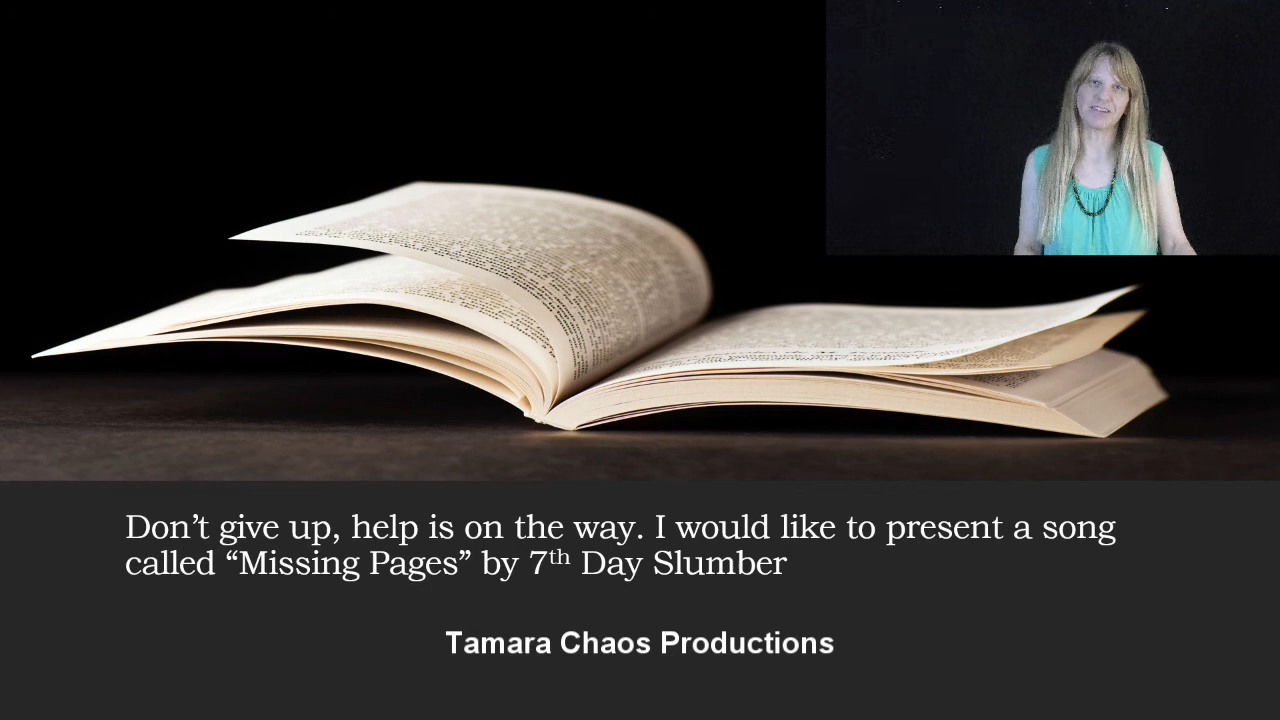 Don’t give up, help is on the way. I would like to present a song
called “Missing Pages” by 7th Day Slumber
Tamara Chaos Productions